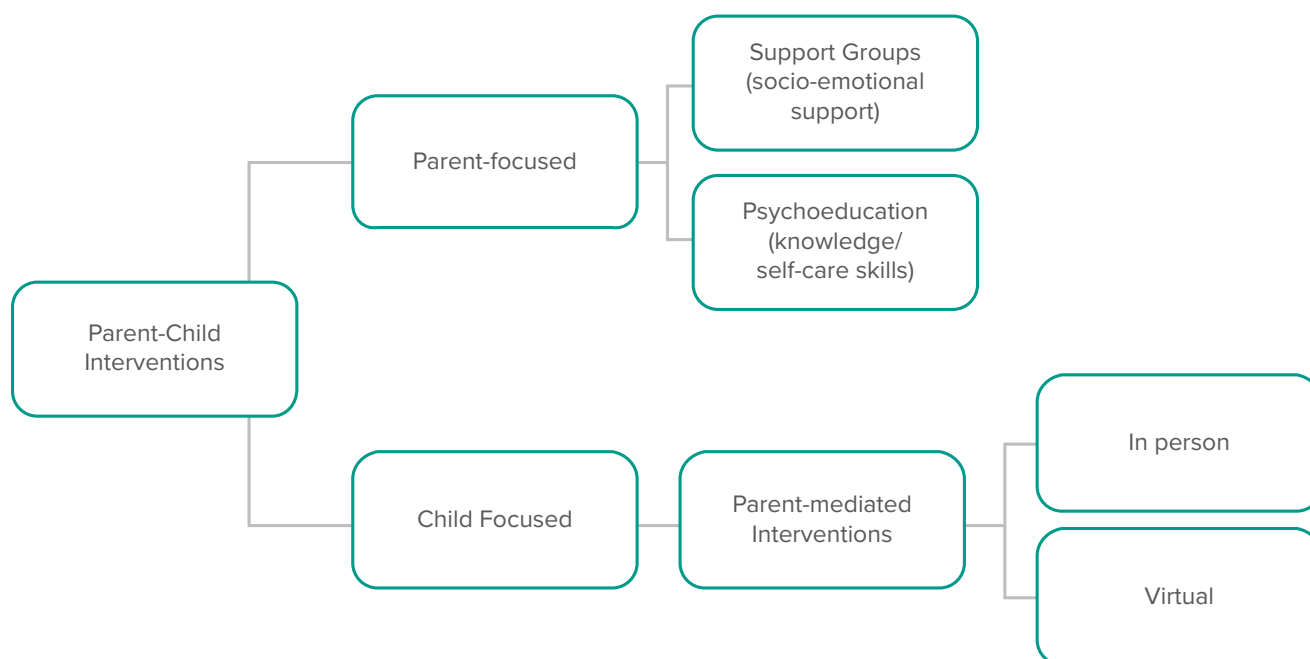 Support Groups
(socio-emotional
support)
Parent-focused
Psychoeducation
(knowledge/
self-care skills)
Parent-Child
Interventions
In person
Child Focused
Parent-mediated
Interventions
Virtual